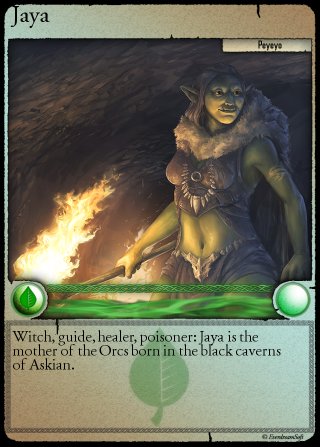 Jaya
Peyeyo
Witch, guide, healer, poisoner: Jaya is the
mother of the Orcs born in the black caverns
of Askian.
© EverdreamSoft